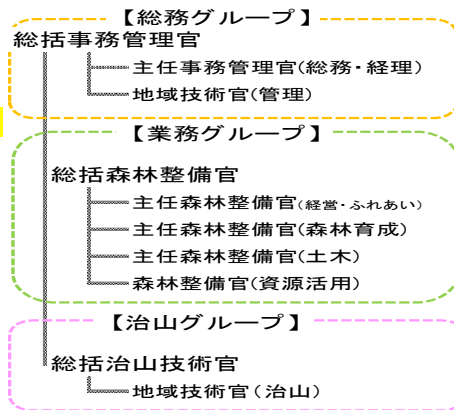 【総務グループ】
総括事務管理官
主任事務管理官(総務・経理)
地域技術官(管理)
【業務グループ】
総括森林整備官
主任森林整備官(経営・ふれあい)
主任森林整備官(森林育成)
主任森林整備官(土木)
森林整備官(資源活用)
【治山グループ】
総括治山技術官
地域技術官(治山)